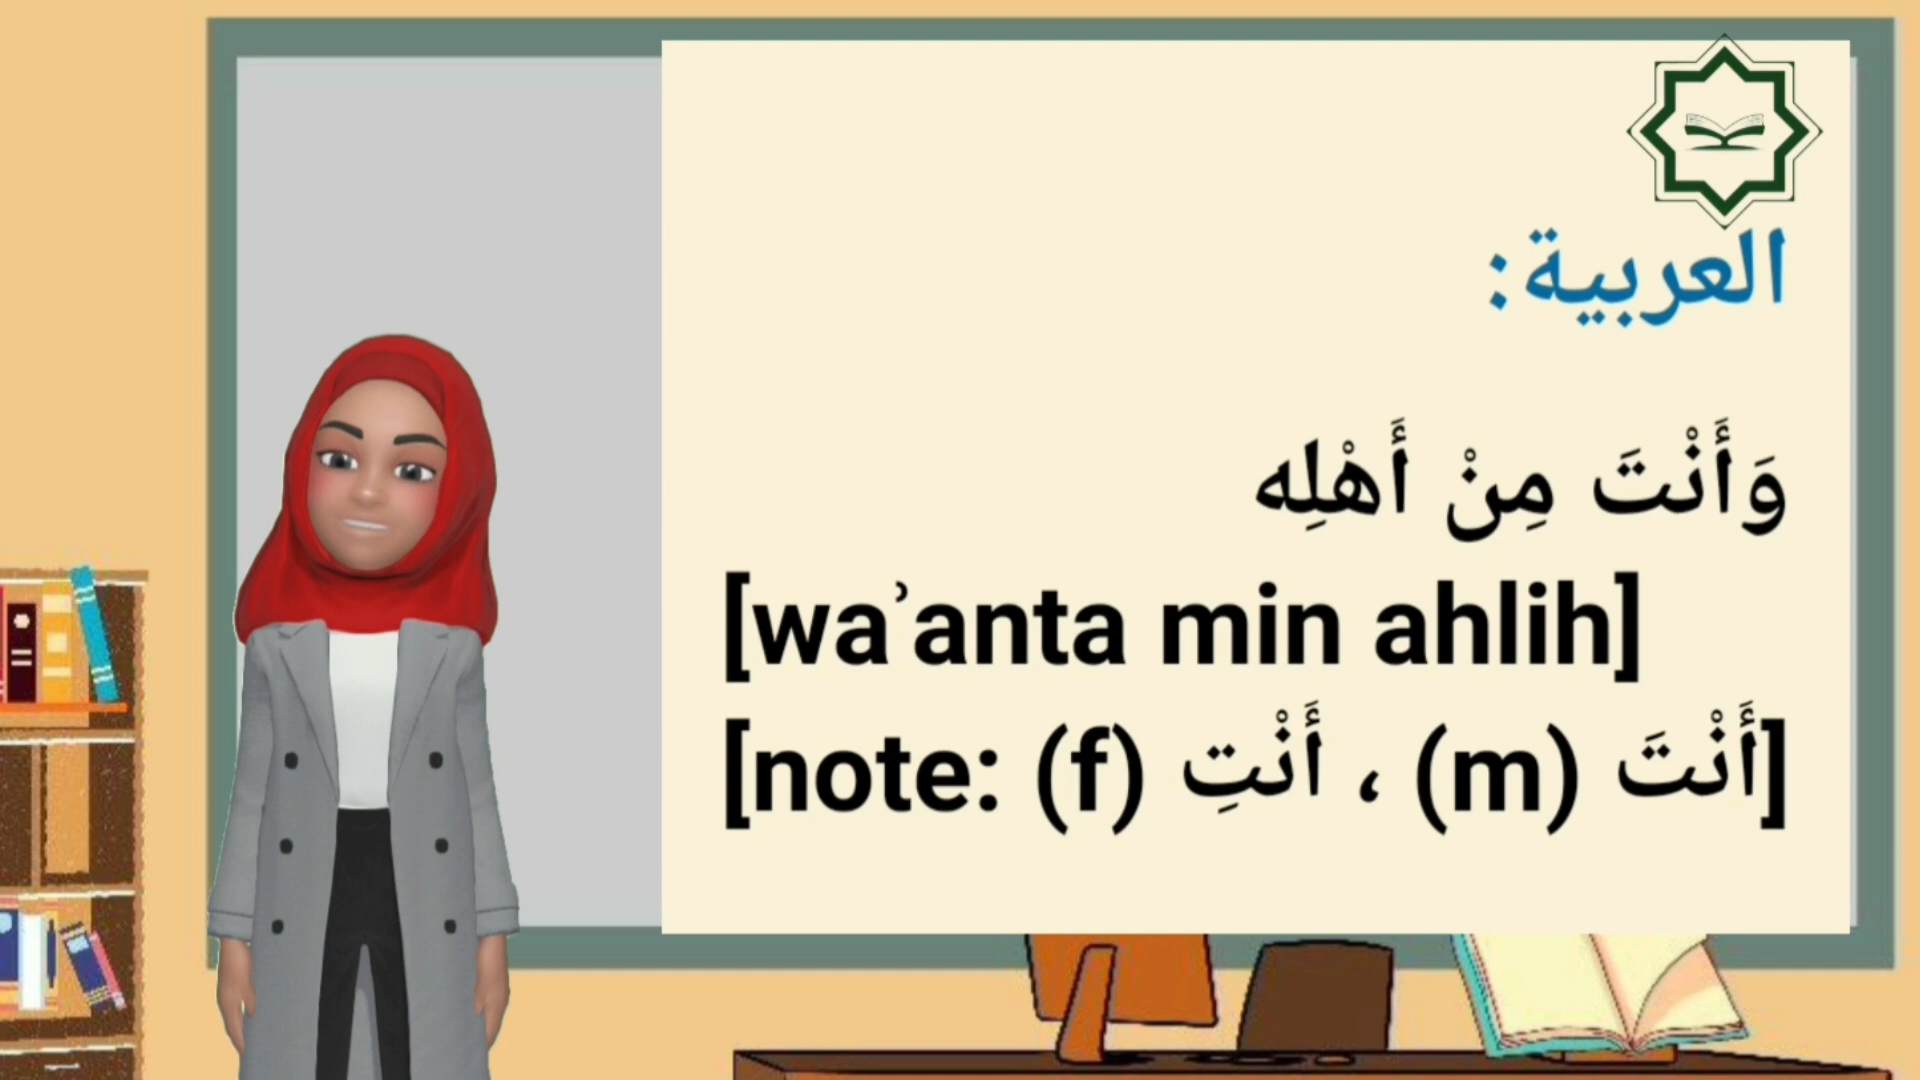 العربية:
وَأَنْتَ مِنْ أَهْلِه
[waʾanta min ahlih]
[note: (f) أَنْتِ ، (m) أَنْتَ]